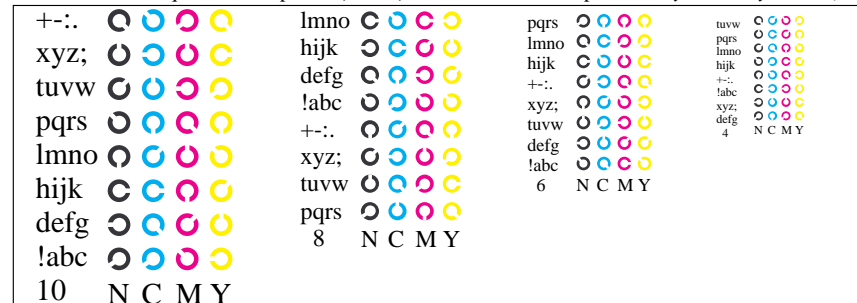 +-:.
xyz;
tuvw
pqrs
lmno
hijk
defg
!abc
10 N C M Y
lmno
hijk
defg
!abc
+-:.
xyz;
tuvw
pqrs
8 N C M Y
pqrs
lmno
hijk
+-:.
xyz;
tuvw
defg
!abc
6 N C M Y
tuvw
pqrs
lmno
hijk
+-:.
!abc
xyz;
defg
4 N C M Y